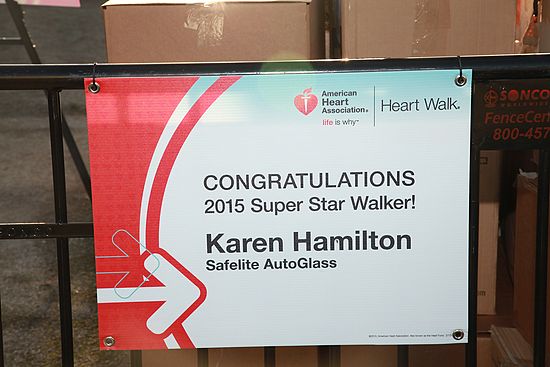 American
Heart
Association®
life is why™
Heart Walk®
CONGRATULATIONS
2015 Super Star Walker!
Karen Hamilton
Safelite AutoGlass
SONCO
FenceCen
800-457